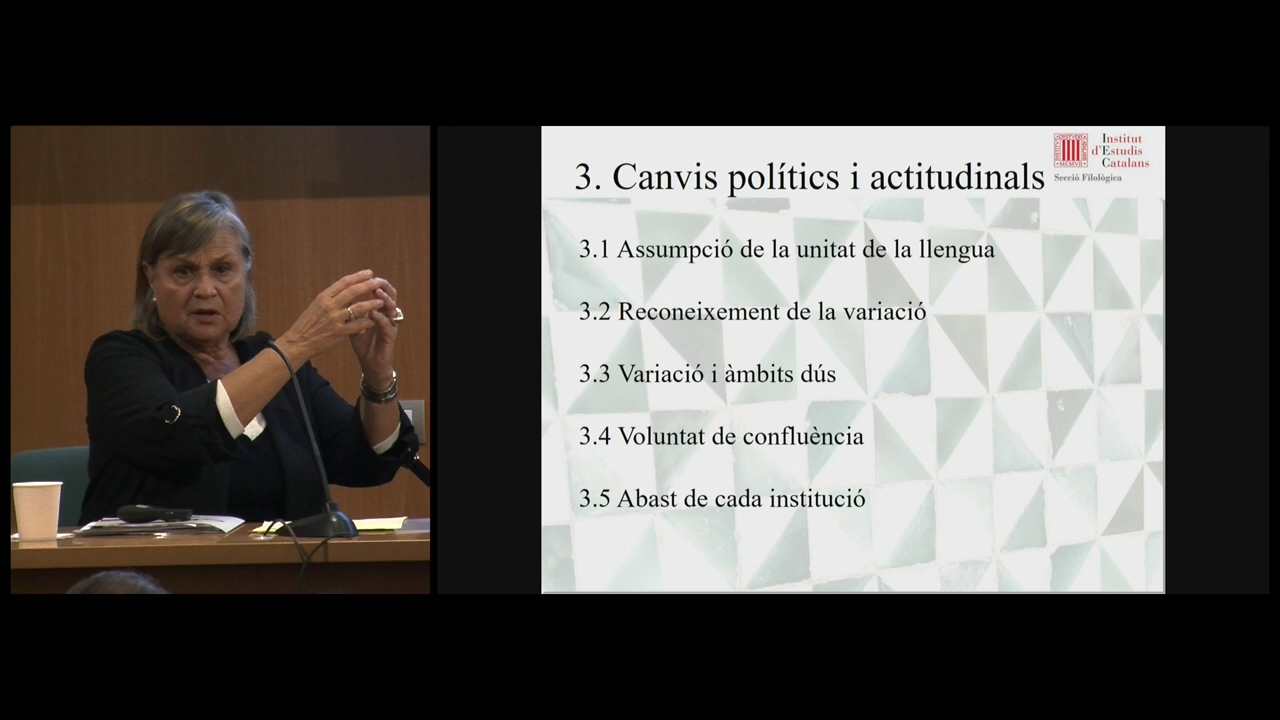 3. Canvis polítics i actitudinals
Institut
d'Estudis
Catalans
Secció Filològica
3.1 Assumpció de la unitat de la llengua
3.2 Reconeixement de la variació
3.3 Variació i àmbits dús
3.4 Voluntat de confluència
3.5 Abast de cada institució